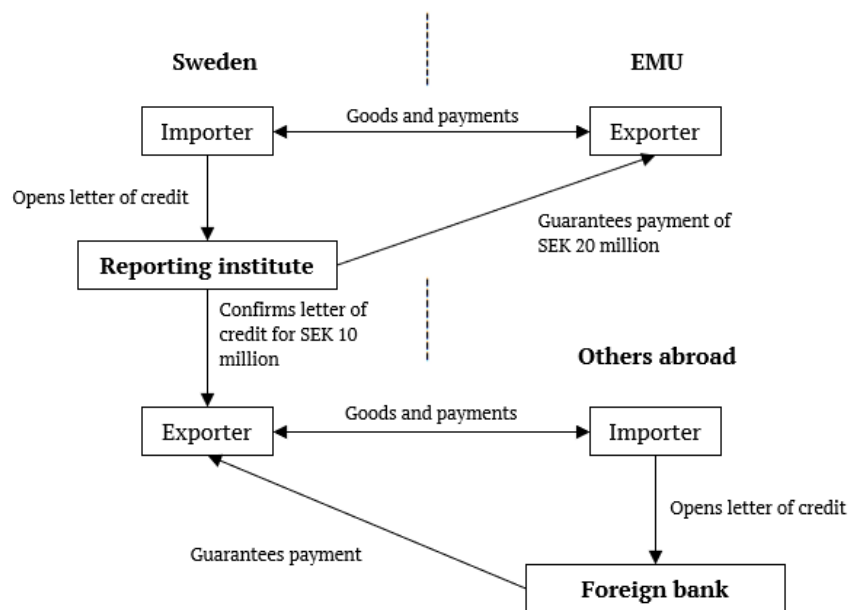 Sweden
EMU
Goods and payments
Importer
Exporter
Opens letter of credit
Guarantees payment of
SEK 20 million
Reporting institute
Confirms letter of
credit for SEK 10
million
Others abroad
Goods and payments
Exporter
Importer
Opens letter of credit
Guarantees payment
Foreign bank